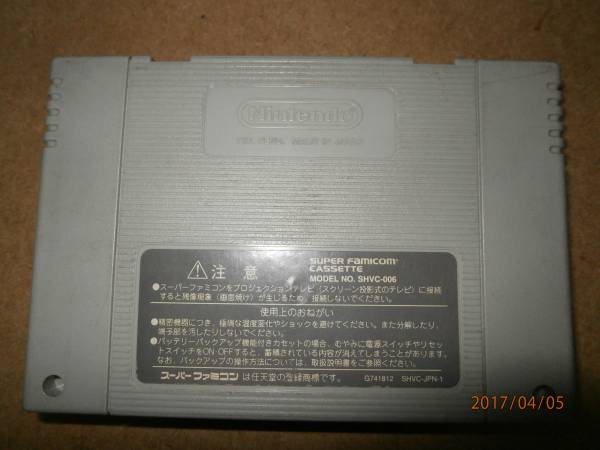 Nintendo
MADE IN JAPAN
注意
SUPER FAMICOM
CASSETTE
MODEL NO. SHVC-006
●スーパーファミコンをプロジェクションテレビ(スクリーン投影式のテレビ)に接続
すると残像現象(画面焼け)が生じるため、接続しないでください。
使用上のおねがい
●精密機器につき、極端な温度変化やショックを避けてください。また分解したり、
端子部を汚したりしないでください。
●バッテリーバックアップ機能付きカセットの場合、むやみに電源スイッチやリセ
ットスイッチをON OFFすると、蓄積されている内容が消えてしまうことがあります。
なお、バックアップの操作方法については、取扱説明書をご参照ください。
スーパーファミコンは任天堂の登録商標です。 G741812 SHVC-JPN-1
2017/04/05